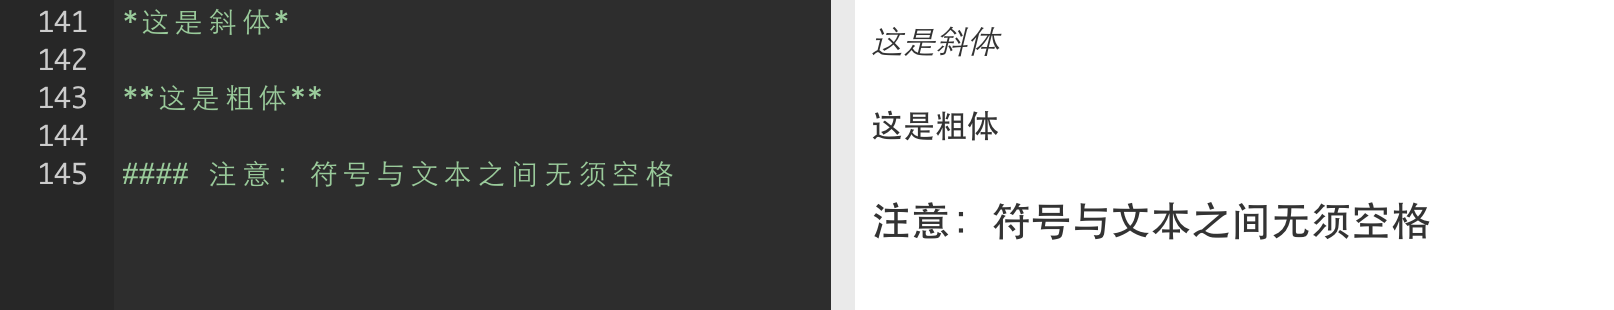 141 *这是斜体*
142
143 **这是粗体**
144
145 #### 注意：符号与文本之间无须空格
这是斜体
这是粗体
注意：符号与文本之间无须空格